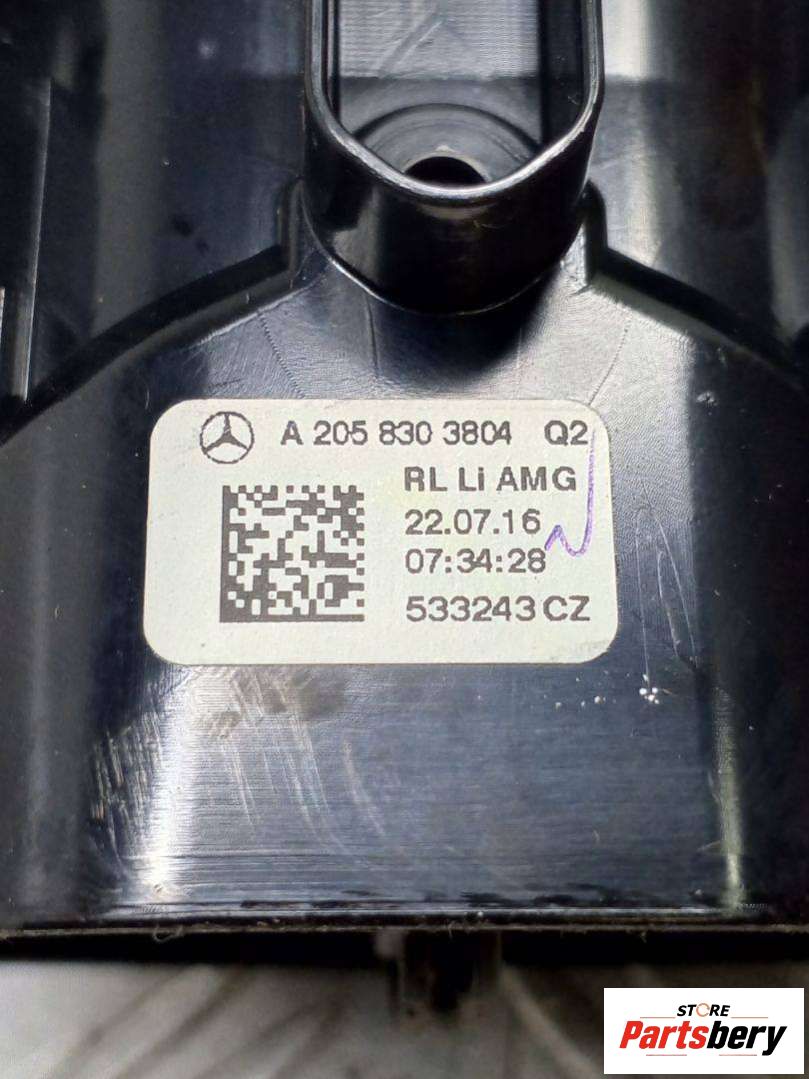 A 205 830 3804 Q2
RL Li AMG
22.07.16
07:34:28
533243 CZ
STORE
Partsbery